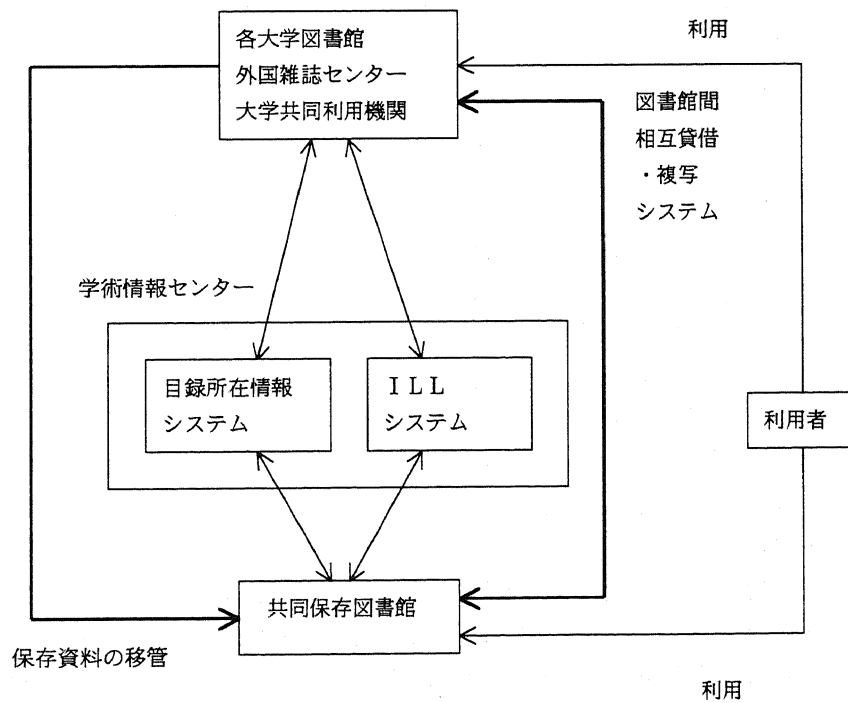 各大学図書館
外国雑誌センター
大学共同利用機関
利用
図書館間
相互貸借
・複写
システム
学術情報センター
目録所在情報
システム
ＩＬＬ
システム
利用者
共同保存図書館
保存資料の移管
利用